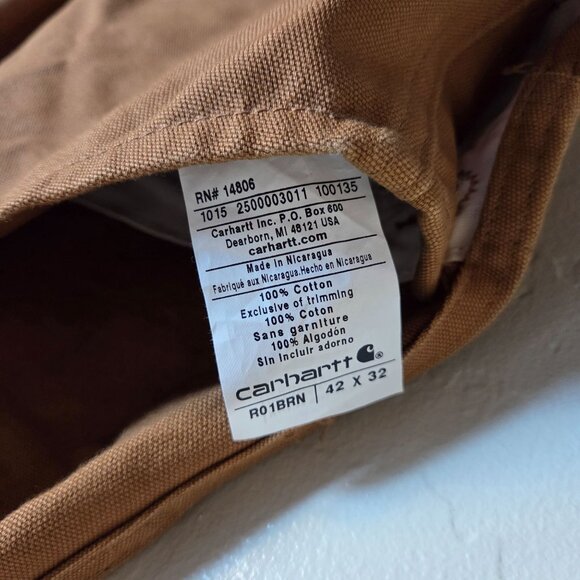 RN# 14806
1015 2500003011 100135
Carhartt Inc. P.O. Box 600
Dearborn, MI 48121 USA
carhartt.com
Made in Nicaragua
Fabriqué aux Nicaragua.Hecho en Nicaragua
100% Cotton
Exclusive of trimming
100% Coton
Sans garniture
100% Algodón
Sin incluir adorno
carhartt
R01BRN 42 X 32